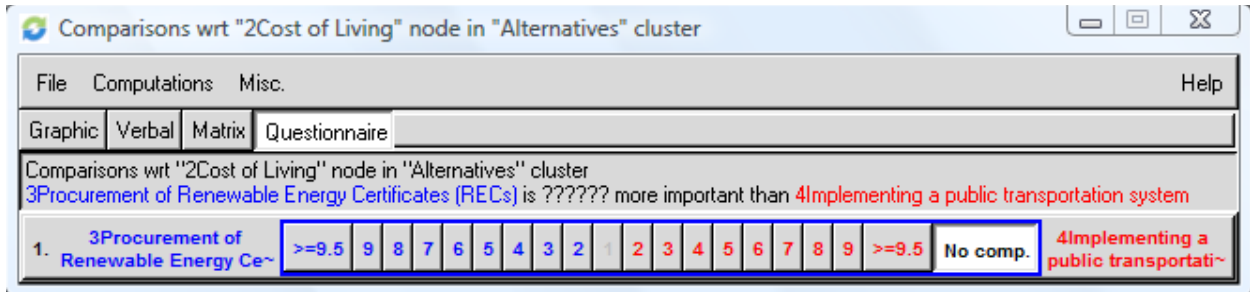 Comparisons wrt "2Cost of Living" node in "Alternatives" cluster
File Computations Misc. Help
Graphic Verbal Matrix Questionnaire
Comparisons wrt "2Cost of Living" node in "Alternatives" cluster
3Procurement of Renewable Energy Certificates (RECs) is ?????? more important than 4Implementing a public transportation system
1. 3Procurement of Renewable Energy Ce~ >=9.5 9 8 7 6 5 4 3 2 1 2 3 4 5 6 7 8 9 >=9.5 No comp. 4Implementing a public transportati~